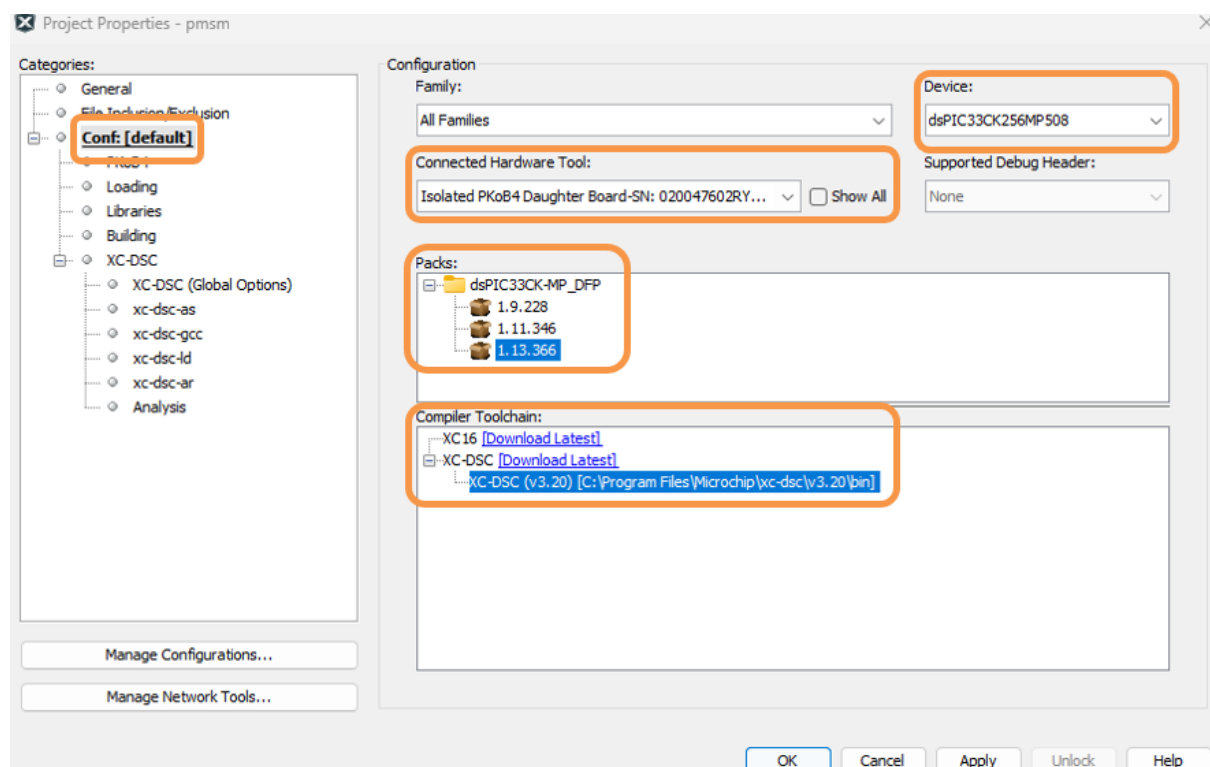 Project Properties - pmsm
Categories:
General
File Inclusion/Exclusion
Conf: [default]
PKoB4
Loading
Libraries
Building
XC-DSC
XC-DSC (Global Options)
xc-dsc-as
xc-dsc-gcc
xc-dsc-ld
xc-dsc-ar
Analysis
Manage Configurations...
Manage Network Tools...
Configuration
Family:
All Families
Device:
dsPIC33CK256MP508
Connected Hardware Tool:
Isolated PKoB4 Daughter Board-SN: 020047602RY...
Show All
Supported Debug Header:
None
Packs:
dsPIC33CK-MP_DFP
1.9.228
1.11.346
1.13.366
Compiler Toolchain:
XC16 [Download Latest]
XC-DSC [Download Latest]
XC-DSC (v3.20) [C:\Program Files\Microchip\xc-dsc\v3.20\bin]
OK
Cancel
Apply
Unlock
Help